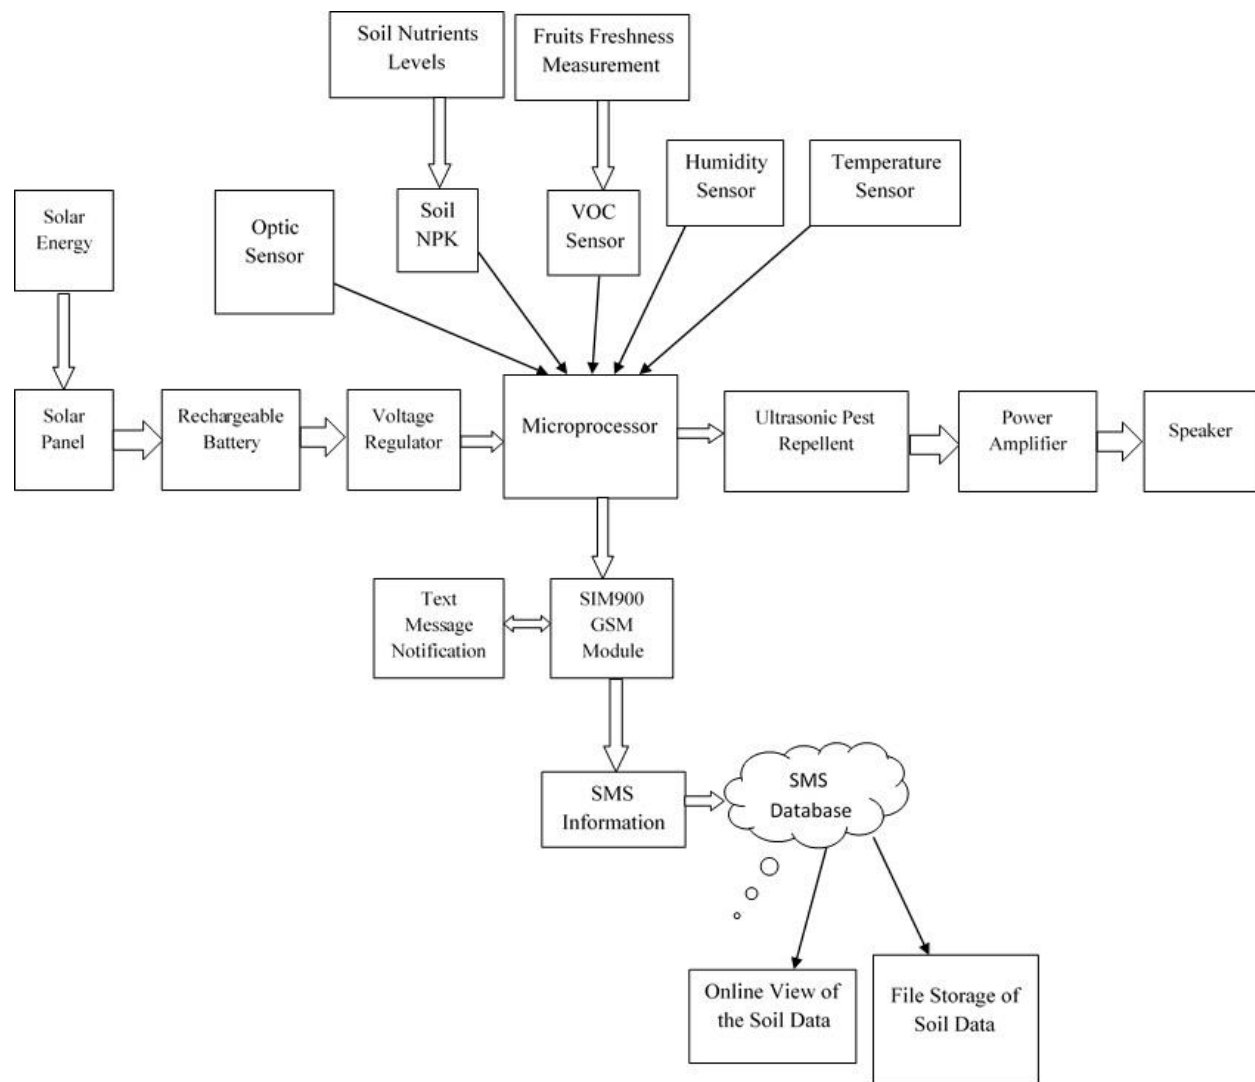 Soil Nutrients
Levels
Fruits Freshness
Measurement
Humidity
Sensor
Temperature
Sensor
Solar
Energy
Optic
Sensor
Soil
NPK
VOC
Sensor
Solar
Panel
Rechargeable
Battery
Voltage
Regulator
Microprocessor
Ultrasonic Pest
Repellent
Power
Amplifier
Speaker
Text
Message
Notification
SIM900
GSM
Module
SMS
Information
SMS
Database
Online View of
the Soil Data
File Storage of
Soil Data